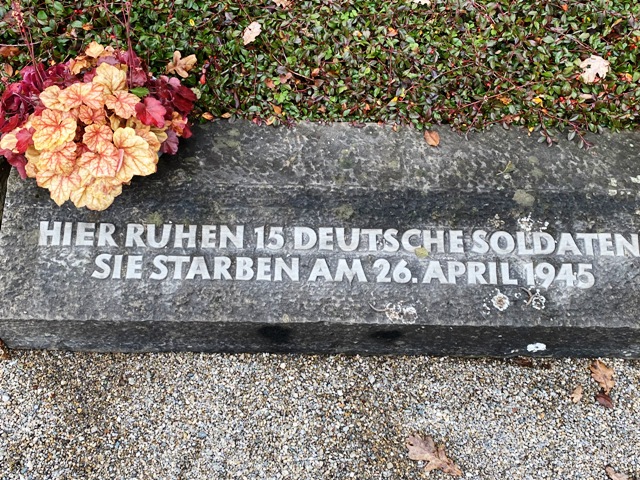 HIER RUHEN 15 DEUTSCHE SOLDATEN
SIE STARBEN AM 26. APRIL 1945